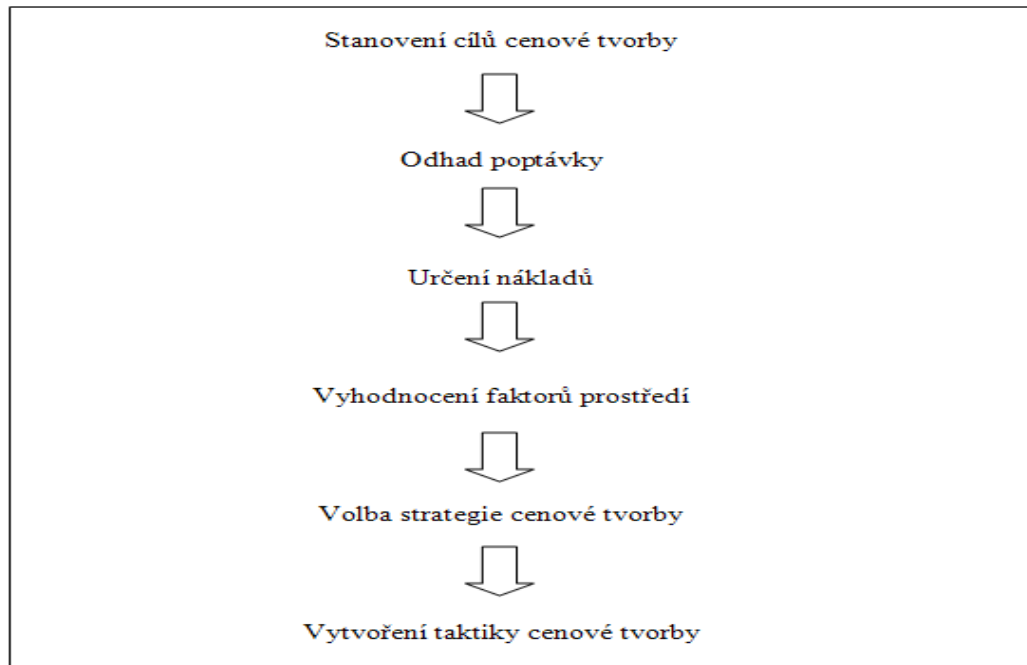 Stanovení cílů cenové tvorby
Odhad poptávky
Určení nákladů
Vyhodnocení faktorů prostředí
Volba strategie cenové tvorby
Vytvoření taktiky cenové tvorby